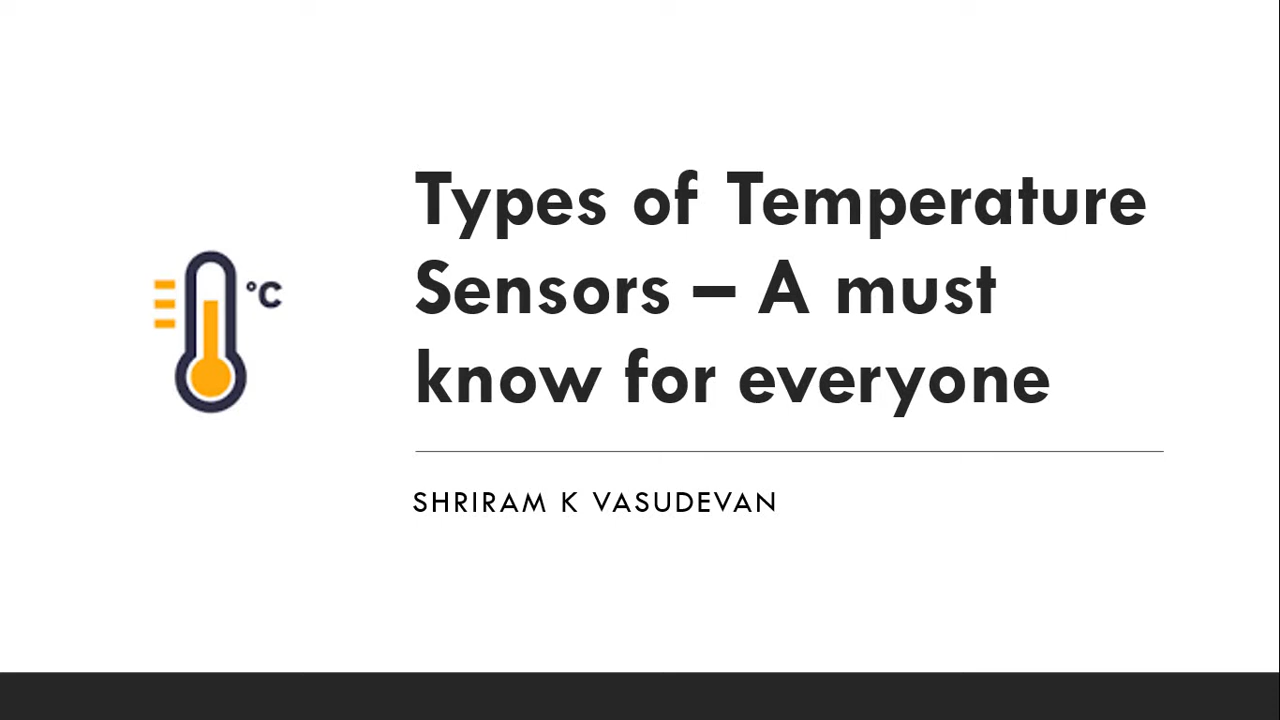 °C
Types of Temperature
Sensors – A must
know for everyone
SHRIRAM K VASUDEVAN